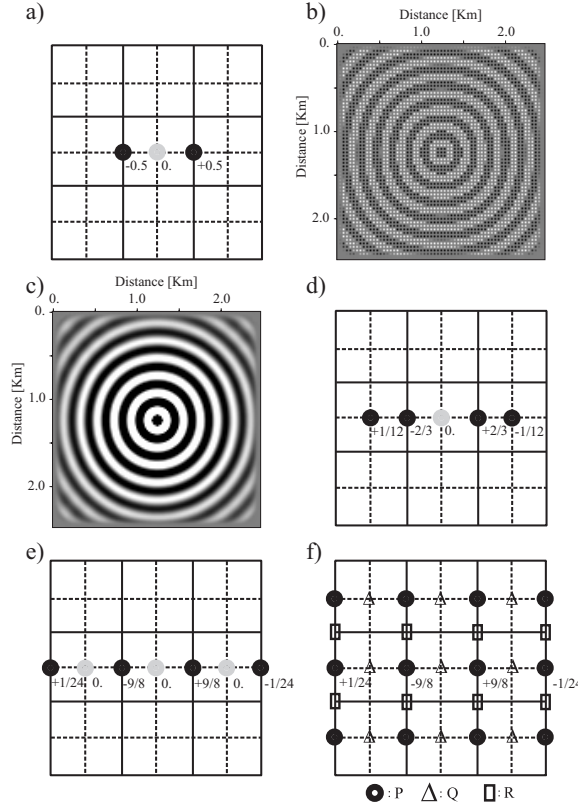 a)
-0.5 0. +0.5
b)
Distance [Km]
0. 1.0 2.0
Distance [Km]
0.
1.0
2.0
c)
Distance [Km]
0. 1.0 2.0
Distance [Km]
0.
1.0
2.0
d)
+1/12 -2/3 0. +2/3 -1/12
e)
+1/24 0. -9/8 0. +9/8 0. -1/24
f)
+1/24 -9/8 +9/8 -1/24
: P : Q : R